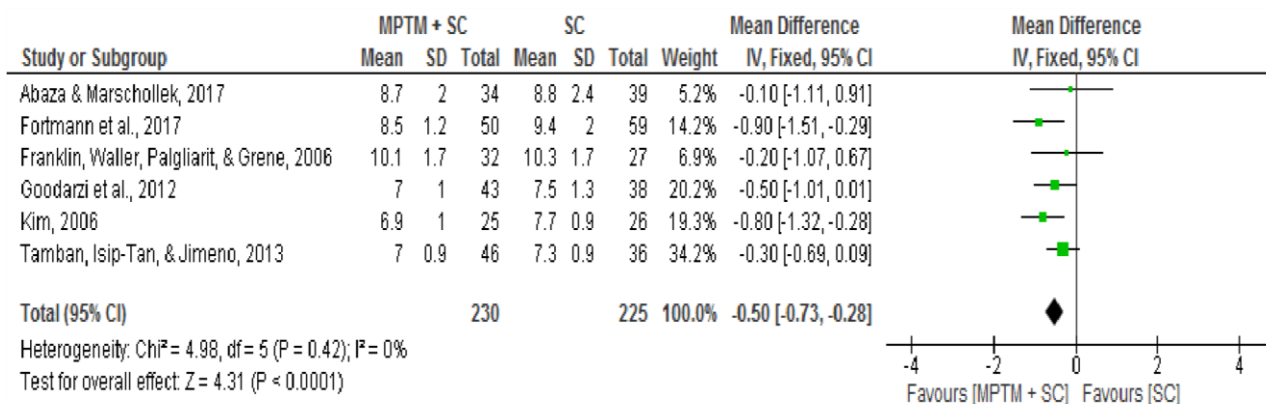 MPTM + SC SC Mean Difference Mean Difference
Study or Subgroup Mean SD Total Mean SD Total Weight IV, Fixed, 95% CI IV, Fixed, 95% CI
Abaza & Marschollek, 2017 8.7 2 34 8.8 2.4 39 5.2% -0.10 [-1.11, 0.91]
Fortmann et al., 2017 8.5 1.2 50 9.4 2 59 14.2% -0.90 [-1.51, -0.29]
Franklin, Waller, Palgliarit, & Grene, 2006 10.1 1.7 32 10.3 1.7 27 6.9% -0.20 [-1.07, 0.67]
Goodarzi et al., 2012 7 1 43 7.5 1.3 38 20.2% -0.50 [-1.01, 0.01]
Kim, 2006 6.9 1 25 7.7 0.9 26 19.3% -0.80 [-1.32, -0.28]
Tamban, Isip-Tan, & Jimeno, 2013 7 0.9 46 7.3 0.9 36 34.2% -0.30 [-0.69, 0.09]
Total (95% CI) 230 225 100.0% -0.50 [-0.73, -0.28]
Heterogeneity: Chi² = 4.98, df = 5 (P = 0.42); I² = 0%
Test for overall effect: Z = 4.31 (P < 0.0001)
-4 -2 0 2 4
Favours [MPTM + SC] Favours [SC]